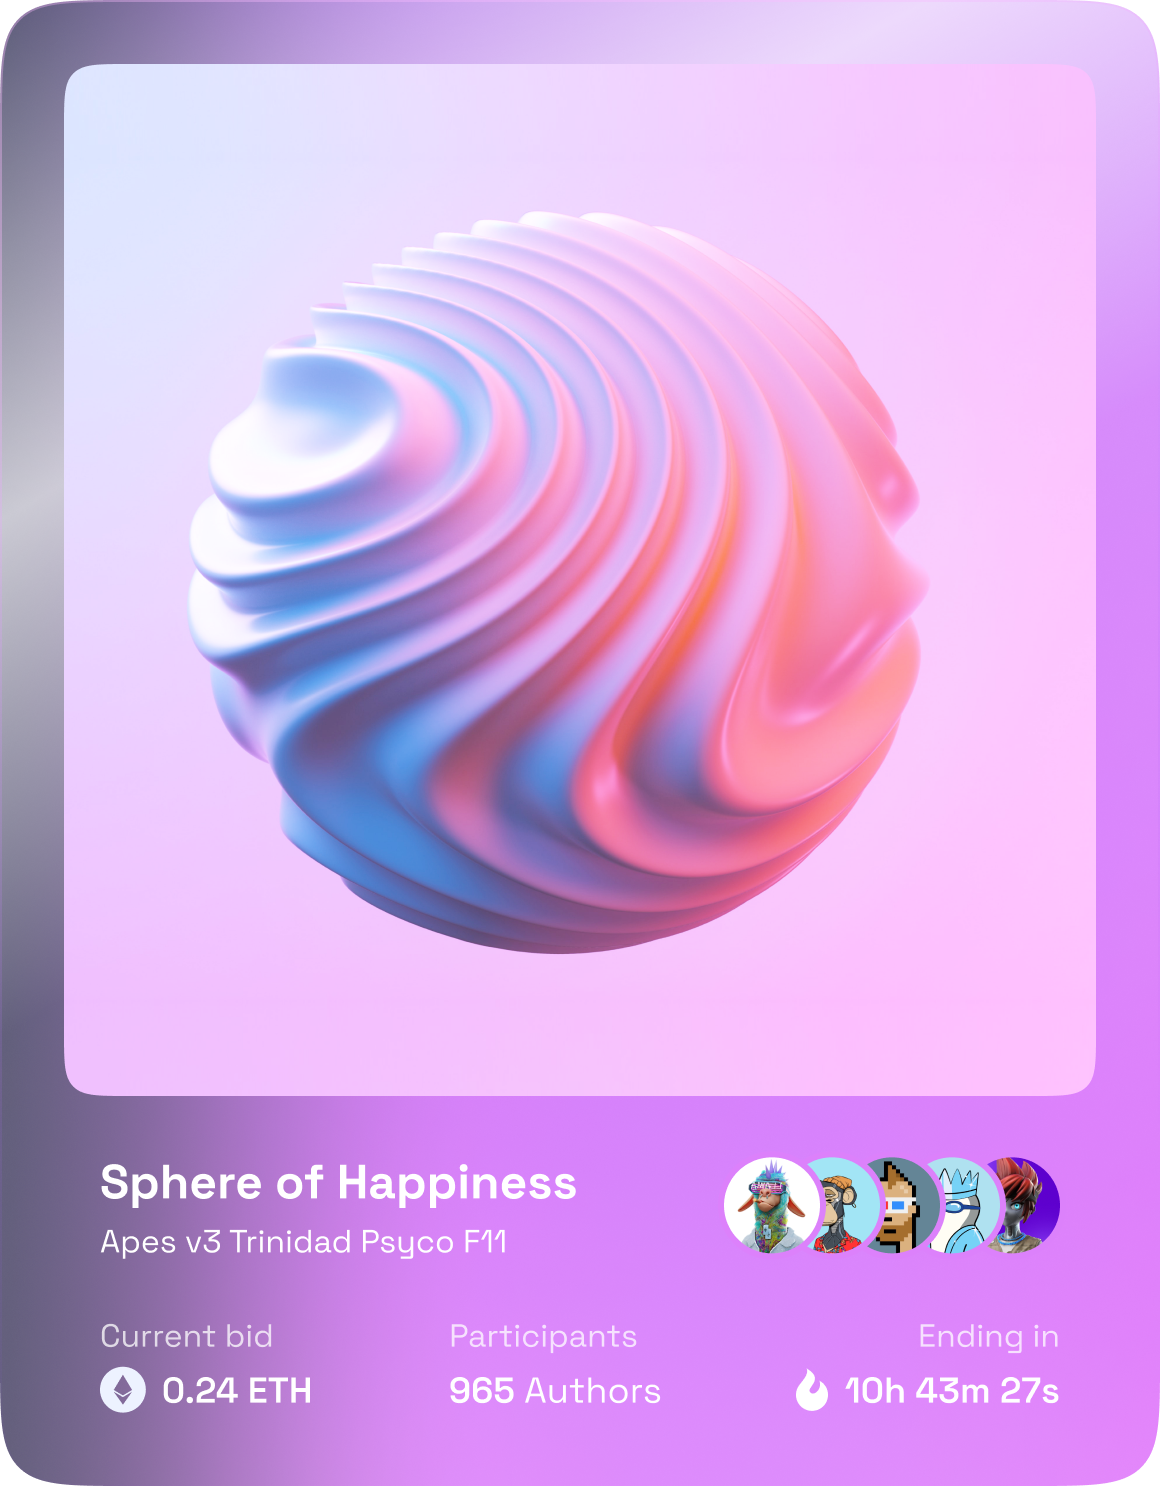 Sphere of Happiness
Apes v3 Trinidad Psyco F11
Current bid
0.24 ETH
Participants
965 Authors
Ending in
10h 43m 27s